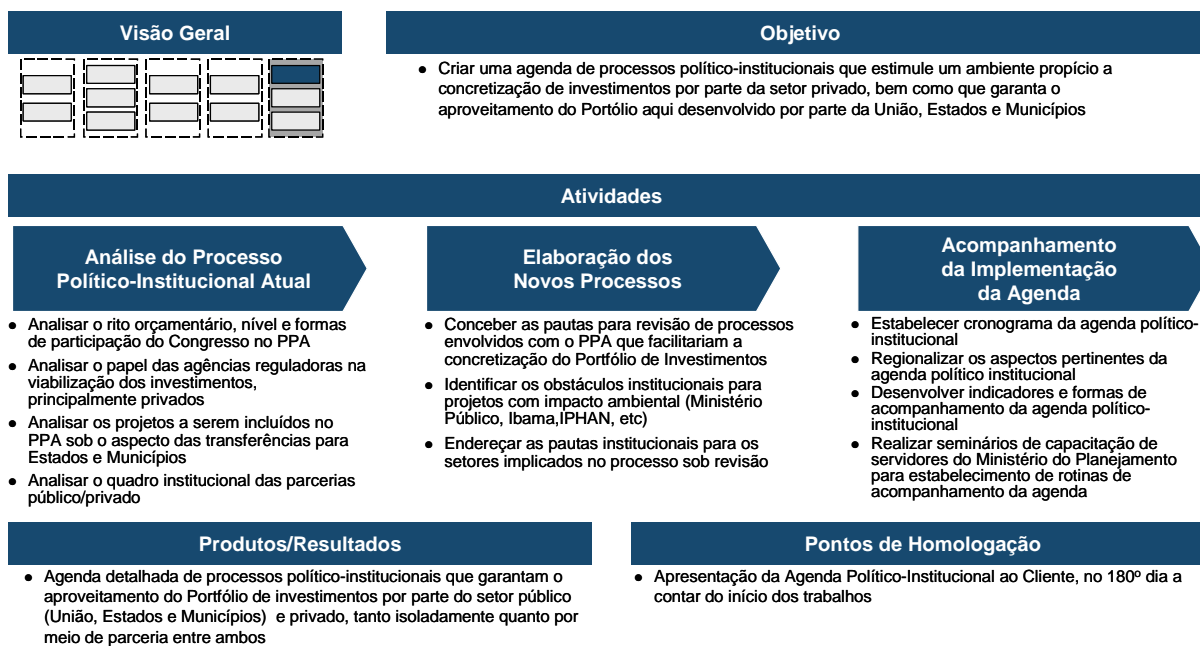 Visão Geral
Objetivo
● Criar uma agenda de processos político-institucionais que estimule um ambiente propício a
concretização de investimentos por parte da setor privado, bem como que garanta o
aproveitamento do Portólio aqui desenvolvido por parte da União, Estados e Municípios
Atividades
Análise do Processo
Político-Institucional Atual
● Analisar o rito orçamentário, nível e formas
de participação do Congresso no PPA
● Analisar o papel das agências reguladoras na
viabilização dos investimentos,
principalmente privados
● Analisar os projetos a serem incluídos no
PPA sob o aspecto das transferências para
Estados e Municípios
● Analisar o quadro institucional das parcerias
público/privado
Elaboração dos
Novos Processos
● Conceber as pautas para revisão de processos
envolvidos com o PPA que facilitariam a
concretização do Portfólio de Investimentos
● Identificar os obstáculos institucionais para
projetos com impacto ambiental (Ministério
Público, Ibama,IPHAN, etc)
● Endereçar as pautas institucionais para os
setores implicados no processo sob revisão
Acompanhamento
da Implementação
da Agenda
● Estabelecer cronograma da agenda político-
institucional
● Regionalizar os aspectos pertinentes da
agenda político institucional
● Desenvolver indicadores e formas de
acompanhamento da agenda político-
institucional
● Realizar seminários de capacitação de
servidores do Ministério do Planejamento
para estabelecimento de rotinas de
acompanhamento da agenda
Produtos/Resultados
● Agenda detalhada de processos político-institucionais que garantam o
aproveitamento do Portfólio de investimentos por parte do setor público
(União, Estados e Municípios) e privado, tanto isoladamente quanto por
meio de parceria entre ambos
Pontos de Homologação
● Apresentação da Agenda Político-Institucional ao Cliente, no 180º dia a
contar do início dos trabalhos